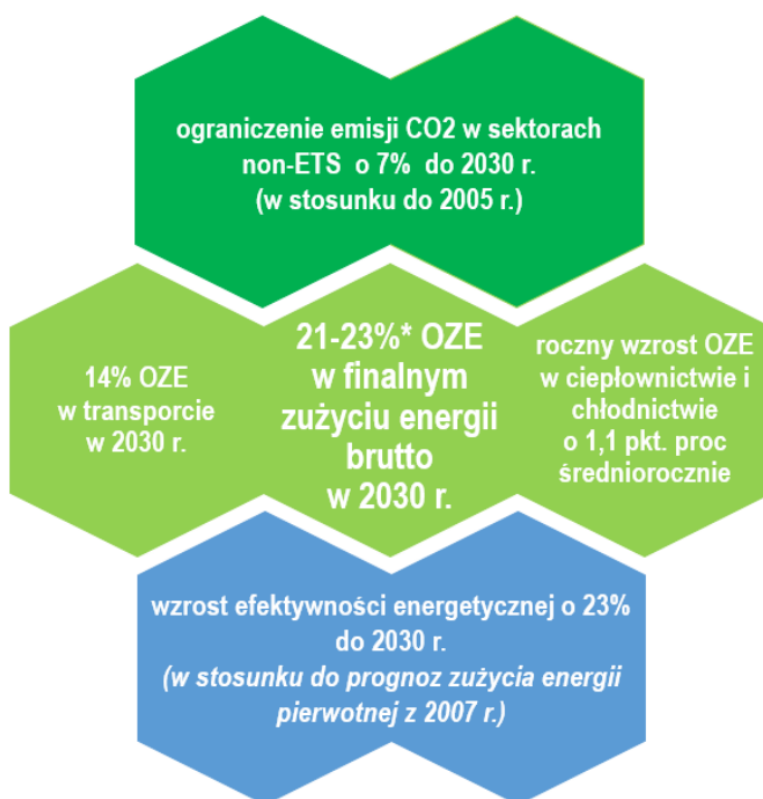 ograniczenie emisji CO2 w sektorach
non-ETS o 7% do 2030 r.
(w stosunku do 2005 r.)
14% OZE
w transporcie
w 2030 r.
21-23%* OZE
w finalnym
zużyciu energii
brutto
w 2030 r.
roczny wzrost OZE
w ciepłownictwie i
chłodnictwie
o 1,1 pkt. proc
średniorocznie
wzrost efektywności energetycznej o 23%
do 2030 r.
(w stosunku do prognoz zużycia energii
pierwotnej z 2007 r.)